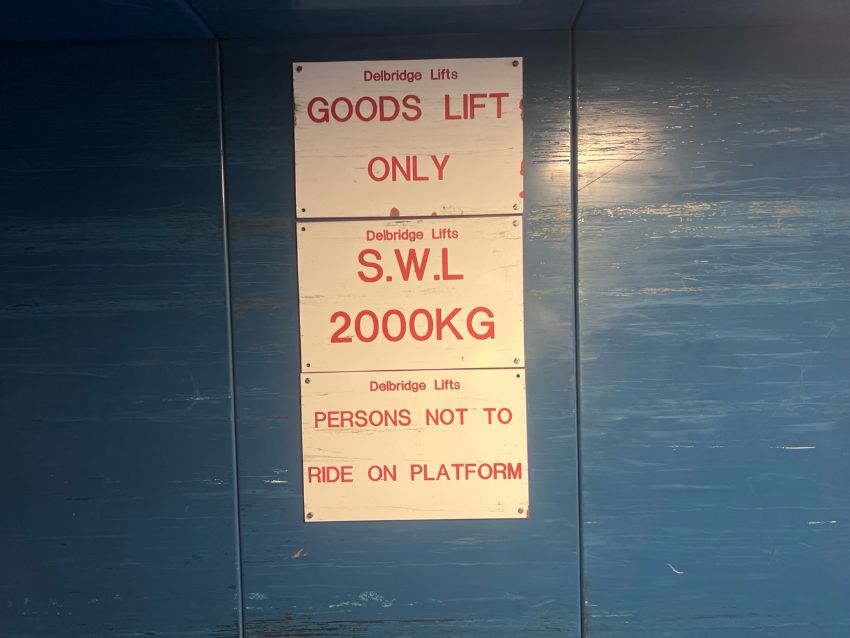 Delbridge Lifts
GOODS LIFT
ONLY
Delbridge Lifts
S.W.L
2000KG
Delbridge Lifts
PERSONS NOT TO
RIDE ON PLATFORM